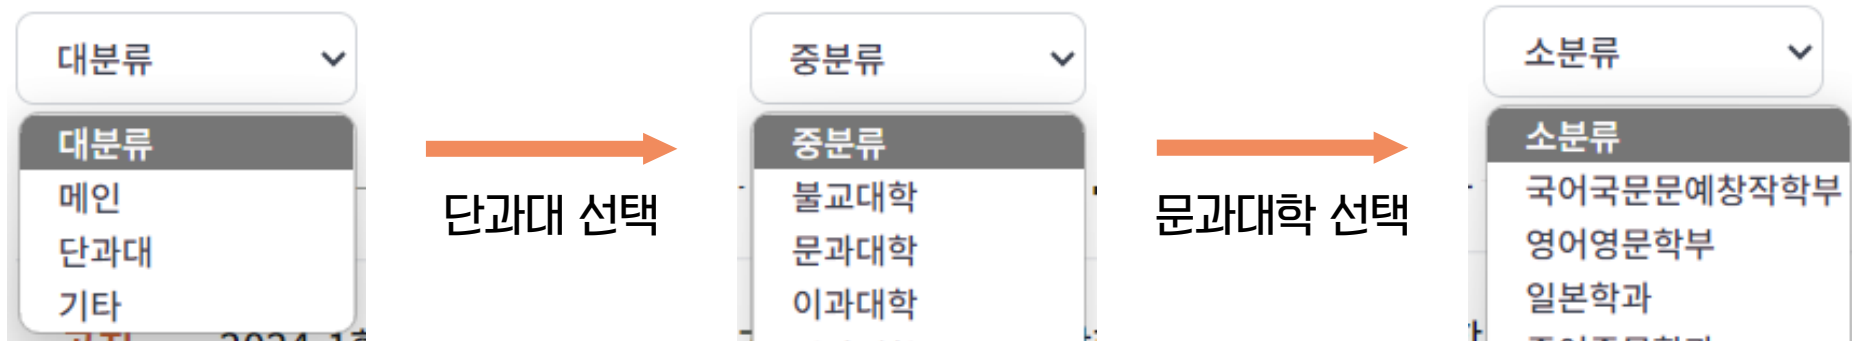 대분류
대분류
메인
단과대
기타
단과대 선택
중분류
중분류
불교대학
문과대학
이과대학
문과대학 선택
소분류
소분류
국어국문문예창작학부
영어영문학부
일본학과